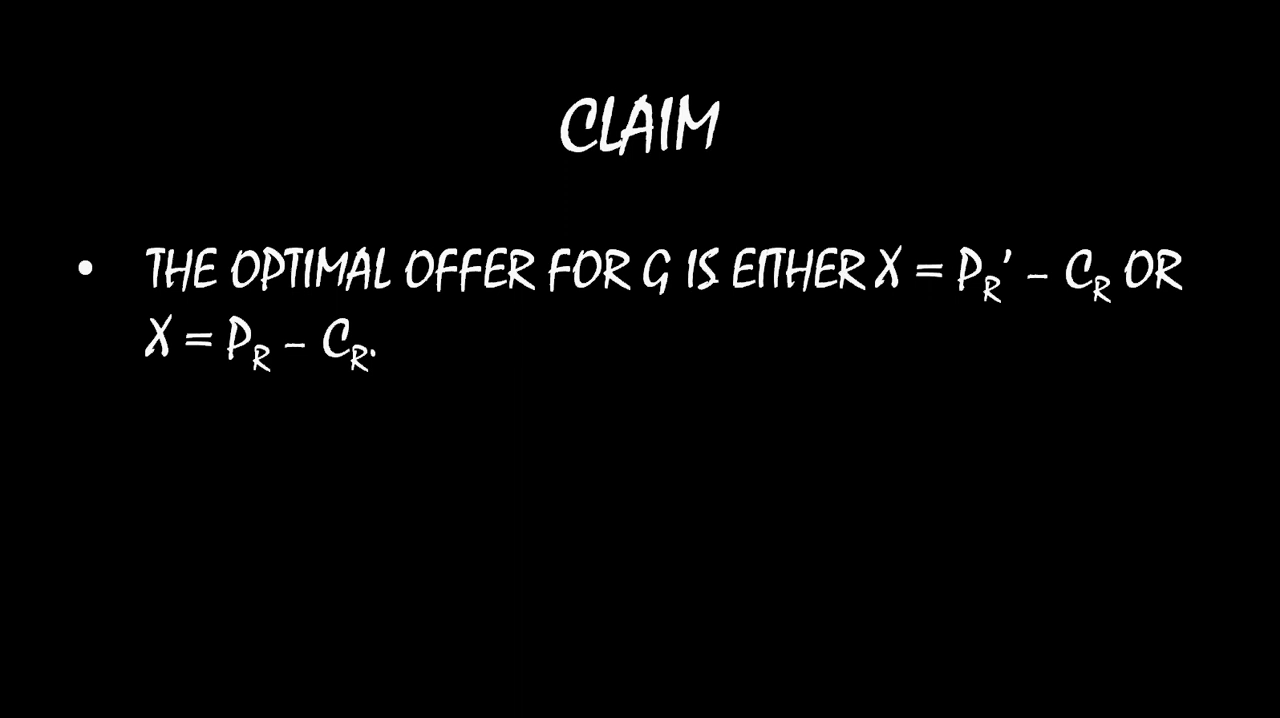 CLAIM
• THE OPTIMAL OFFER FOR G IS EITHER X = P_R' – C_R OR
X = P_R – C_R.